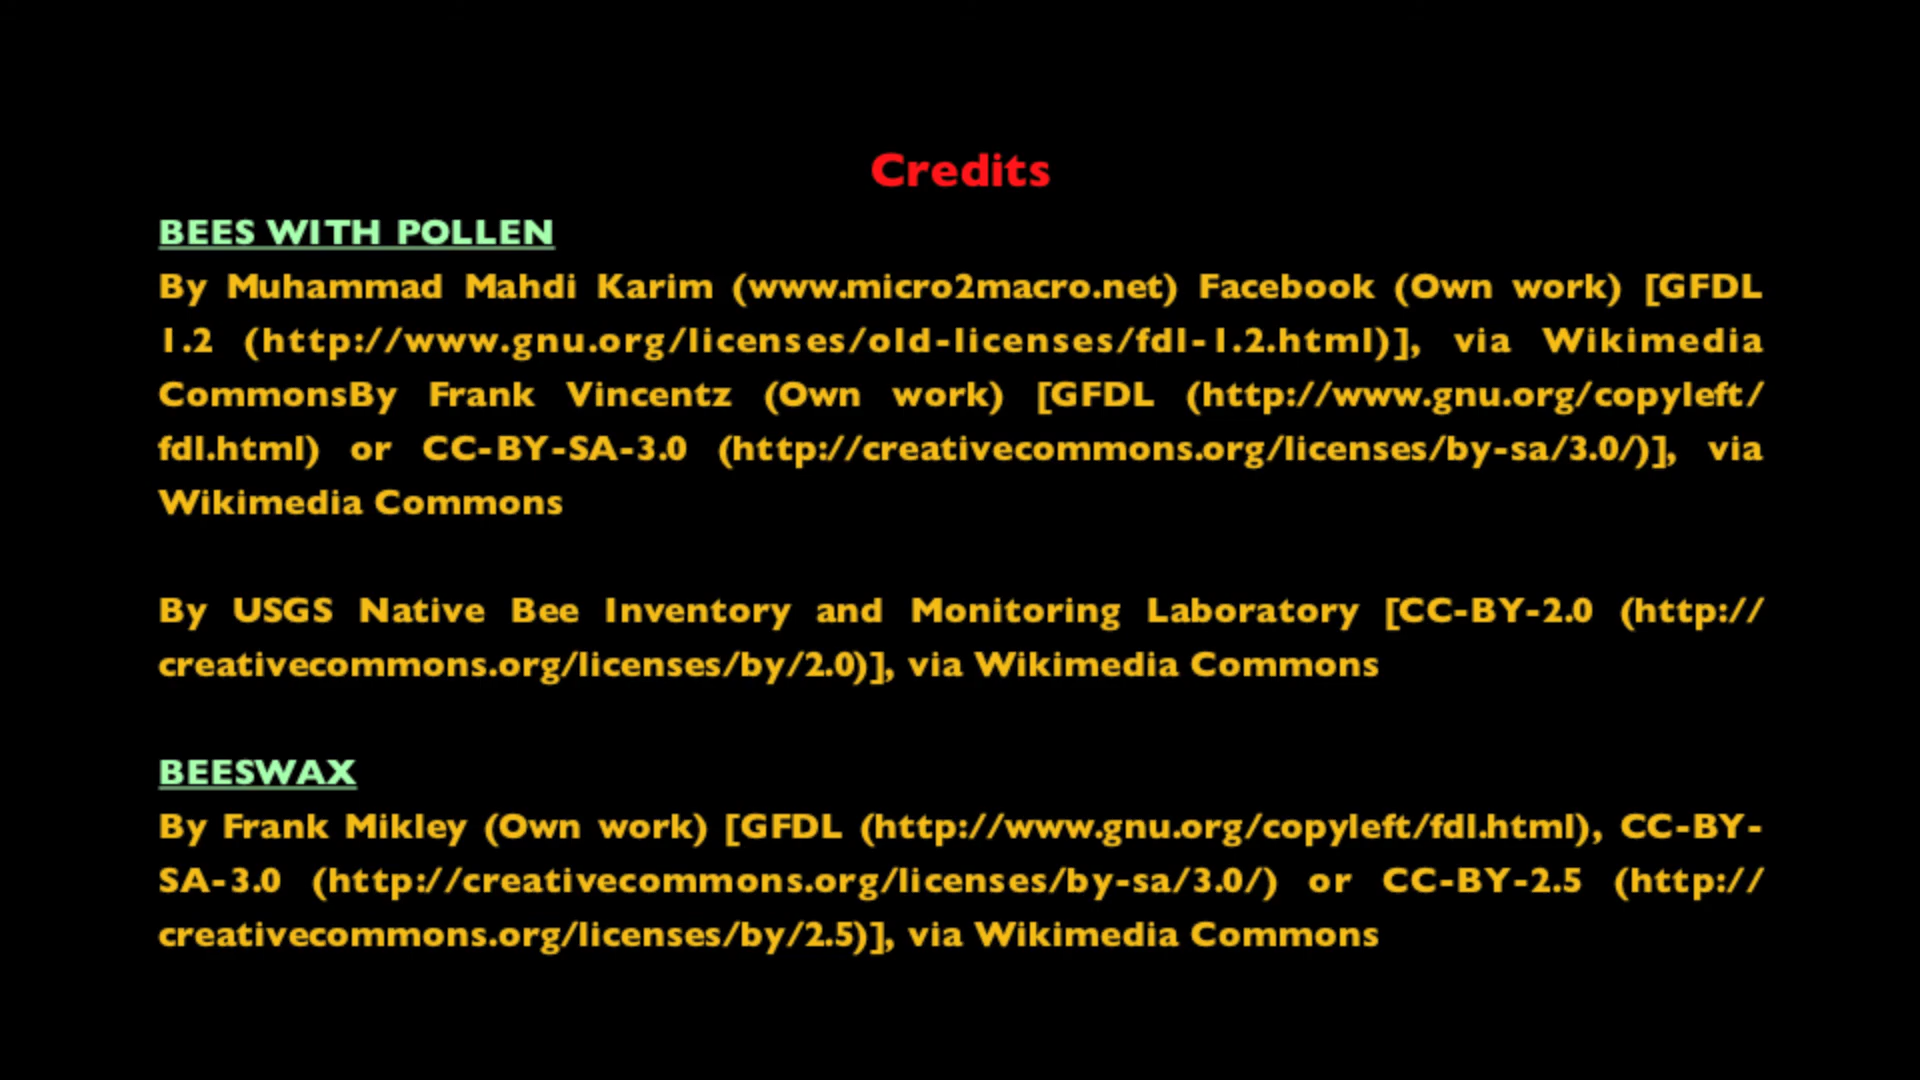 Credits
BEES WITH POLLEN
By Muhammad Mahdi Karim (www.micro2macro.net) Facebook (Own work) [GFDL
1.2 (http://www.gnu.org/licenses/old-licenses/fdl-1.2.html)], via Wikimedia
CommonsBy Frank Vincentz (Own work) [GFDL (http://www.gnu.org/copyleft/
fdl.html) or CC-BY-SA-3.0 (http://creativecommons.org/licenses/by-sa/3.0/)], via
Wikimedia Commons
By USGS Native Bee Inventory and Monitoring Laboratory [CC-BY-2.0 (http://
creativecommons.org/licenses/by/2.0)], via Wikimedia Commons
BEESWAX
By Frank Mikley (Own work) [GFDL (http://www.gnu.org/copyleft/fdl.html), CC-BY-
SA-3.0 (http://creativecommons.org/licenses/by-sa/3.0/) or CC-BY-2.5 (http://
creativecommons.org/licenses/by/2.5)], via Wikimedia Commons